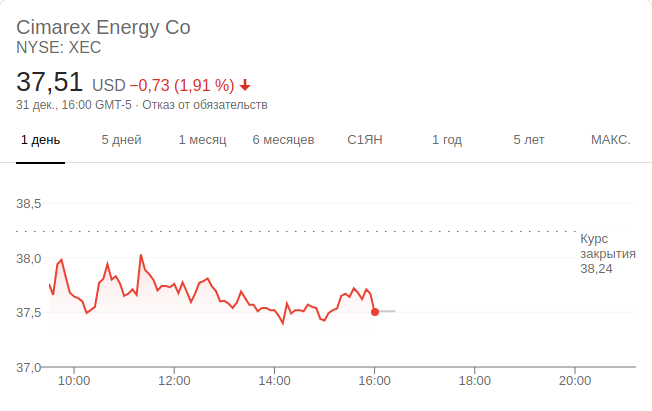 Cimarex Energy Co
NYSE: XEC
37,51 USD −0,73 (1,91 %)
31 дек., 16:00 GMT-5 · Отказ от обязательств
1 день 5 дней 1 месяц 6 месяцев С1ЯН 1 год 5 лет МАКС.
38,5
Курс
закрытия
38,24
38,0
37,5
37,0
10:00 12:00 14:00 16:00 18:00 20:00